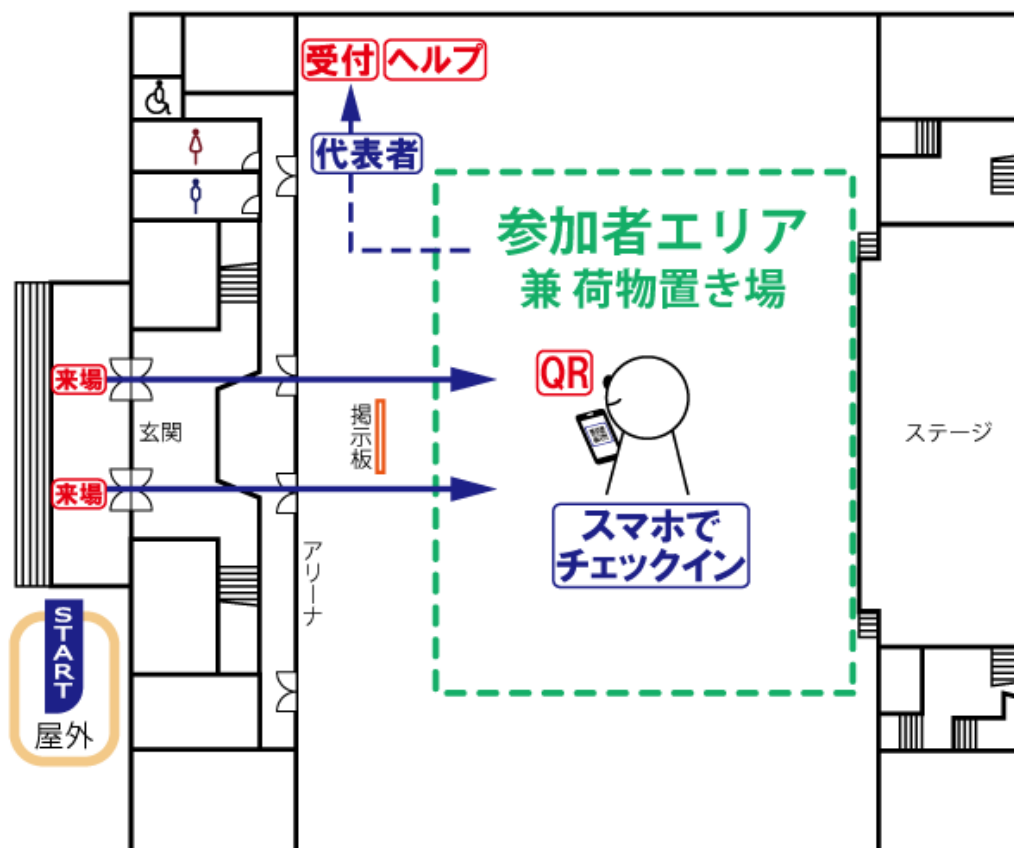 受付 ヘルプ
代表者
参加者エリア
兼 荷物置き場
来場
QR
玄関
掲示板
ステージ
来場
スマホで
チェックイン
アリーナ
START
屋外